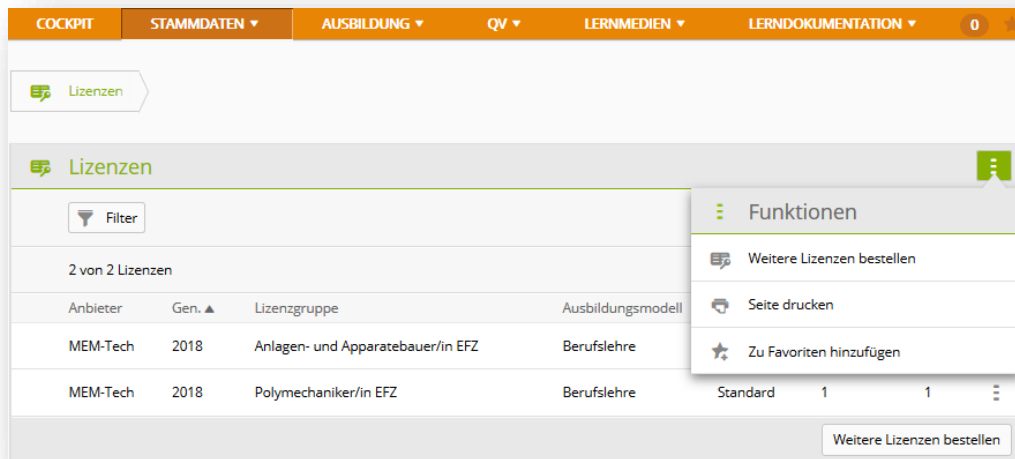 COCKPIT STAMMDATEN ▼ AUSBILDUNG ▼ QV ▼ LERNMEDIEN ▼ LERNDOKUMENTATION ▼ 0
Lizenzen
Lizenzen
Filter
Funktionen
Weitere Lizenzen bestellen
Seite drucken
Zu Favoriten hinzufügen
2 von 2 Lizenzen
Anbieter Gen. ▲ Lizenzgruppe Ausbildungsmodell
MEM-Tech 2018 Anlagen- und Apparatebauer/in EFZ Berufslehre
MEM-Tech 2018 Polymechaniker/in EFZ Berufslehre Standard 1 1
Weitere Lizenzen bestellen